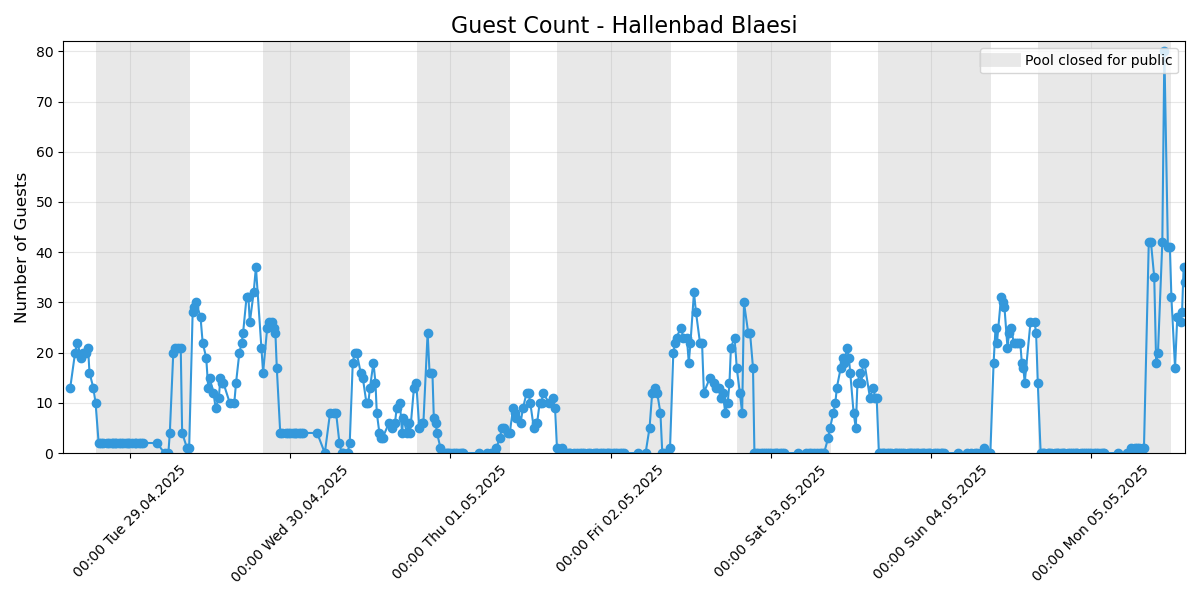 Guest Count - Hallenbad Blaesi
Pool closed for public
Number of Guests
80
70
60
50
40
30
20
10
0
00:00 Tue 29.04.2025
00:00 Wed 30.04.2025
00:00 Thu 01.05.2025
00:00 Fri 02.05.2025
00:00 Sat 03.05.2025
00:00 Sun 04.05.2025
00:00 Mon 05.05.2025